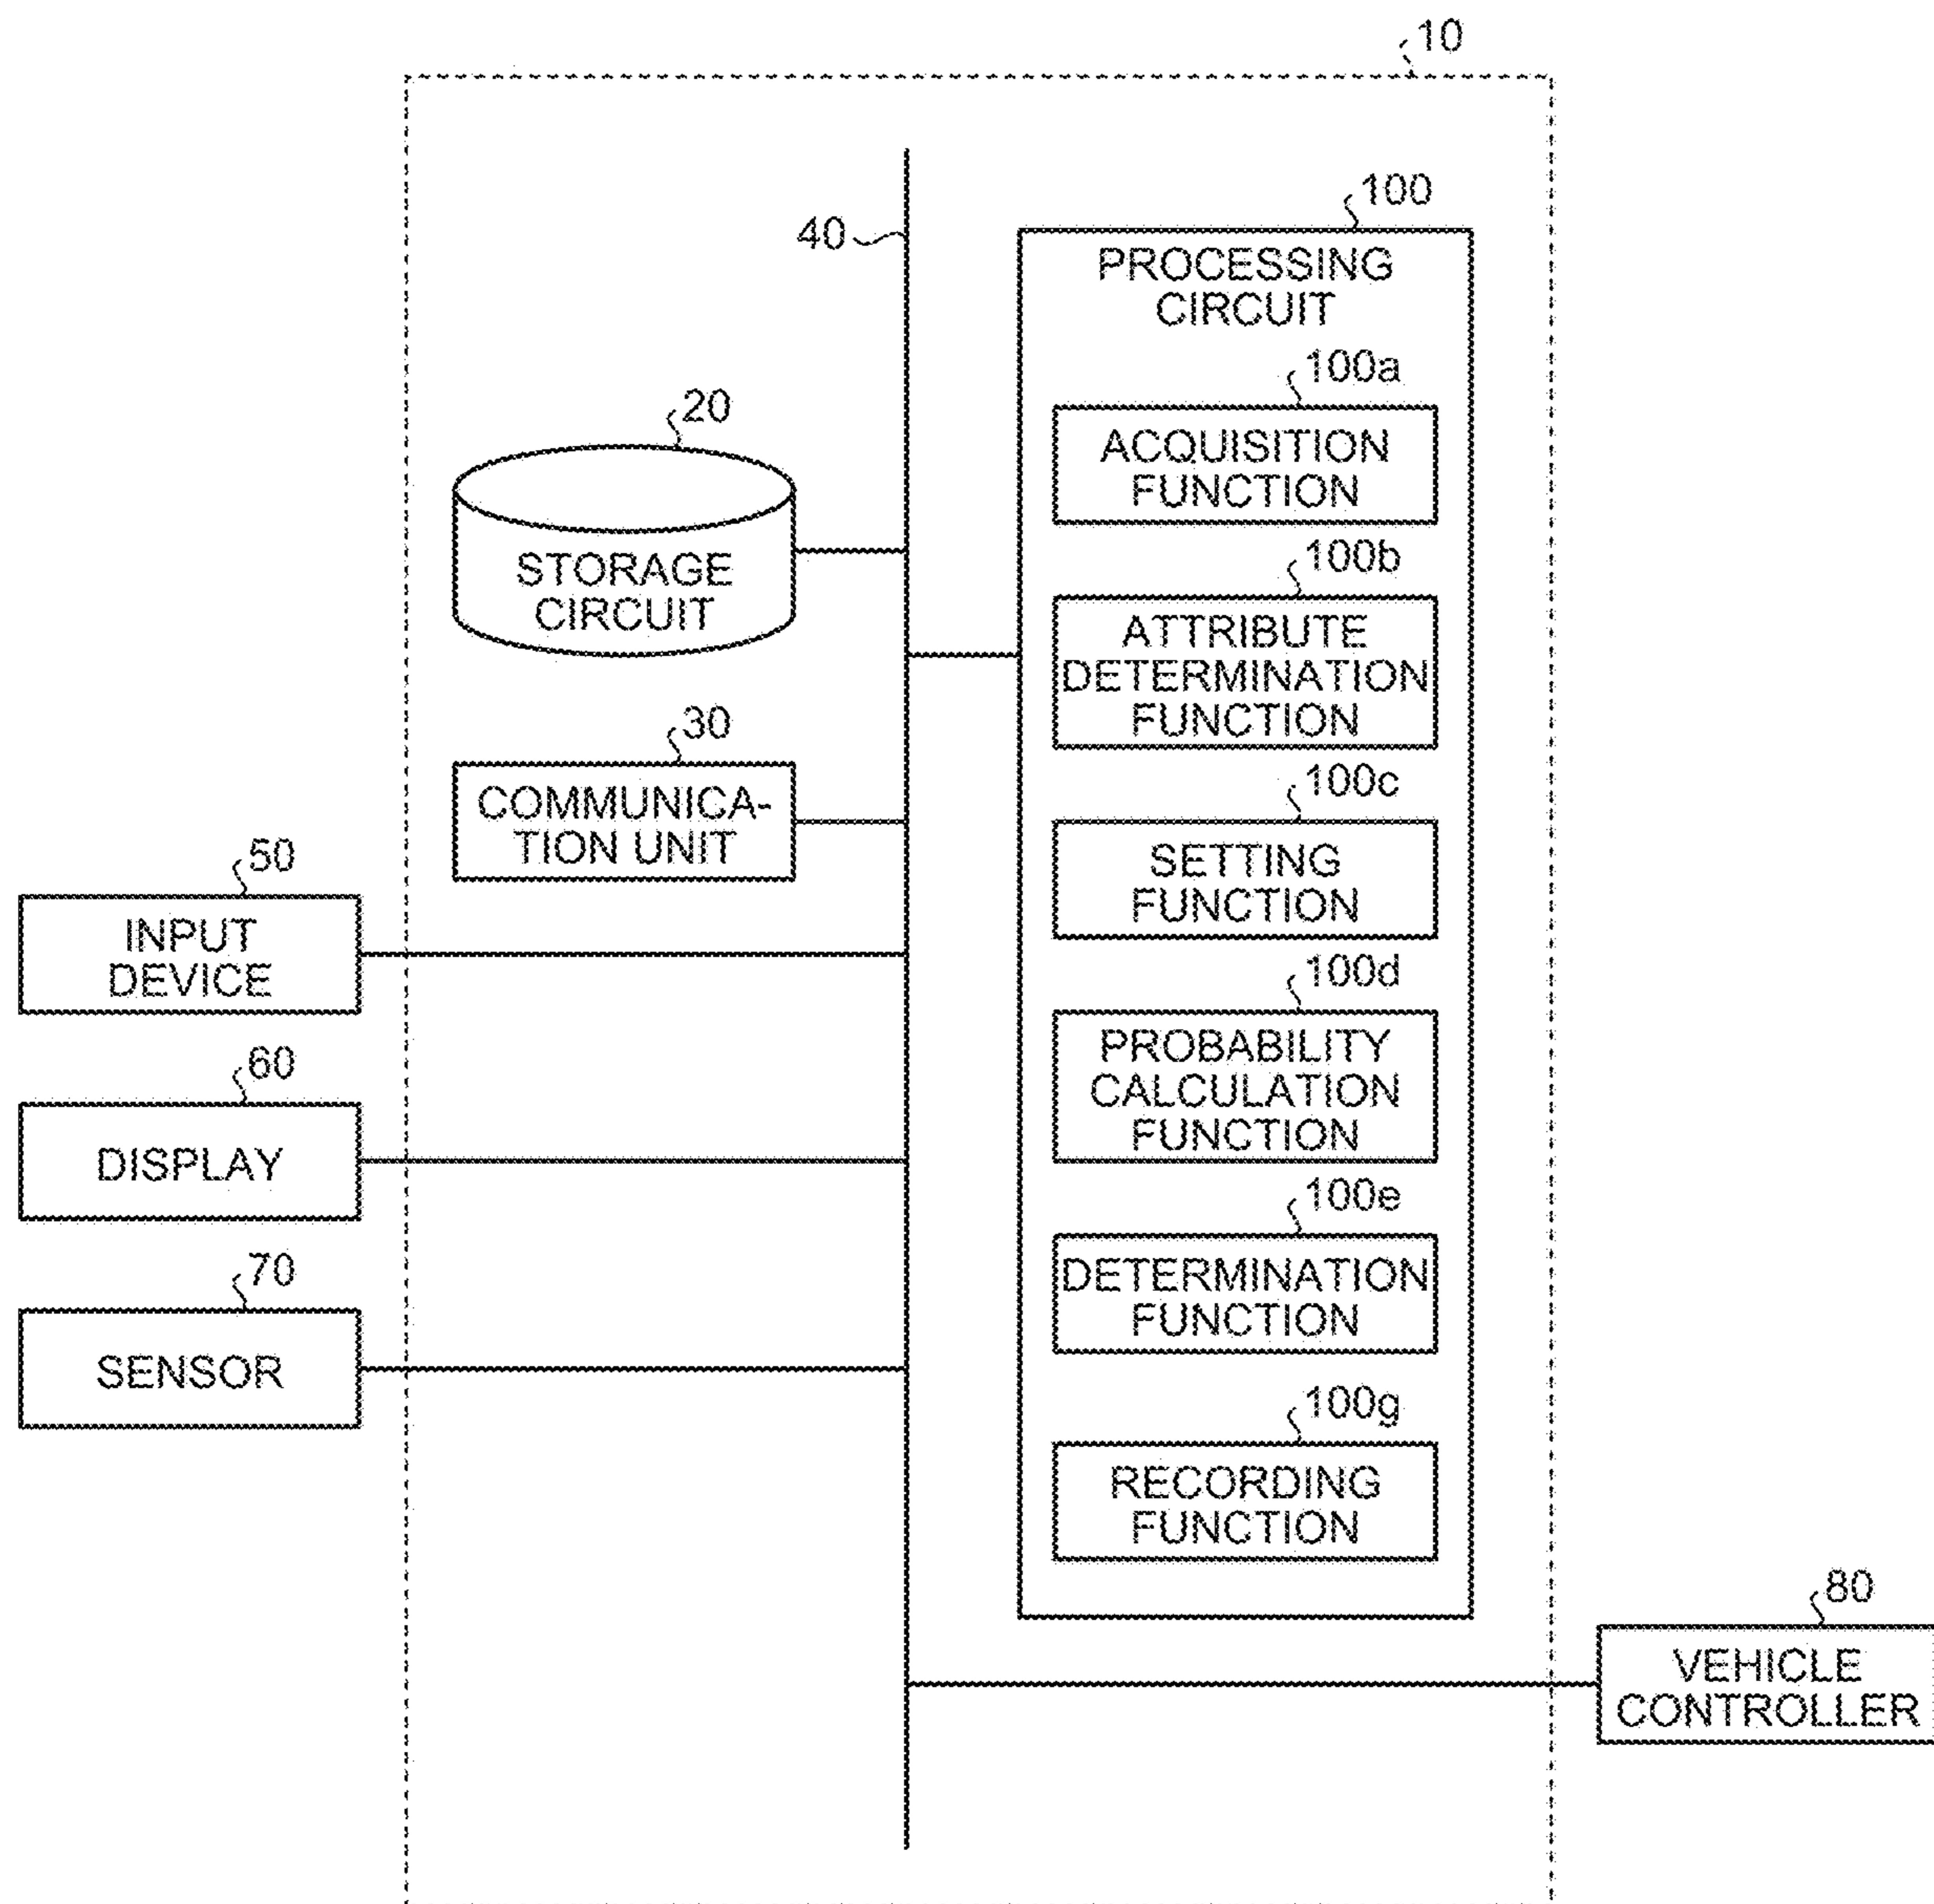 10
100
40
PROCESSING
CIRCUIT
100a
ACQUISITION
FUNCTION
20
STORAGE
CIRCUIT
100b
ATTRIBUTE
DETERMINATION
FUNCTION
30
COMMUNICA-
TION UNIT
100c
SETTING
FUNCTION
50
INPUT
DEVICE
100d
PROBABILITY
CALCULATION
FUNCTION
60
DISPLAY
100e
DETERMINATION
FUNCTION
70
SENSOR
100g
RECORDING
FUNCTION
80
VEHICLE
CONTROLLER